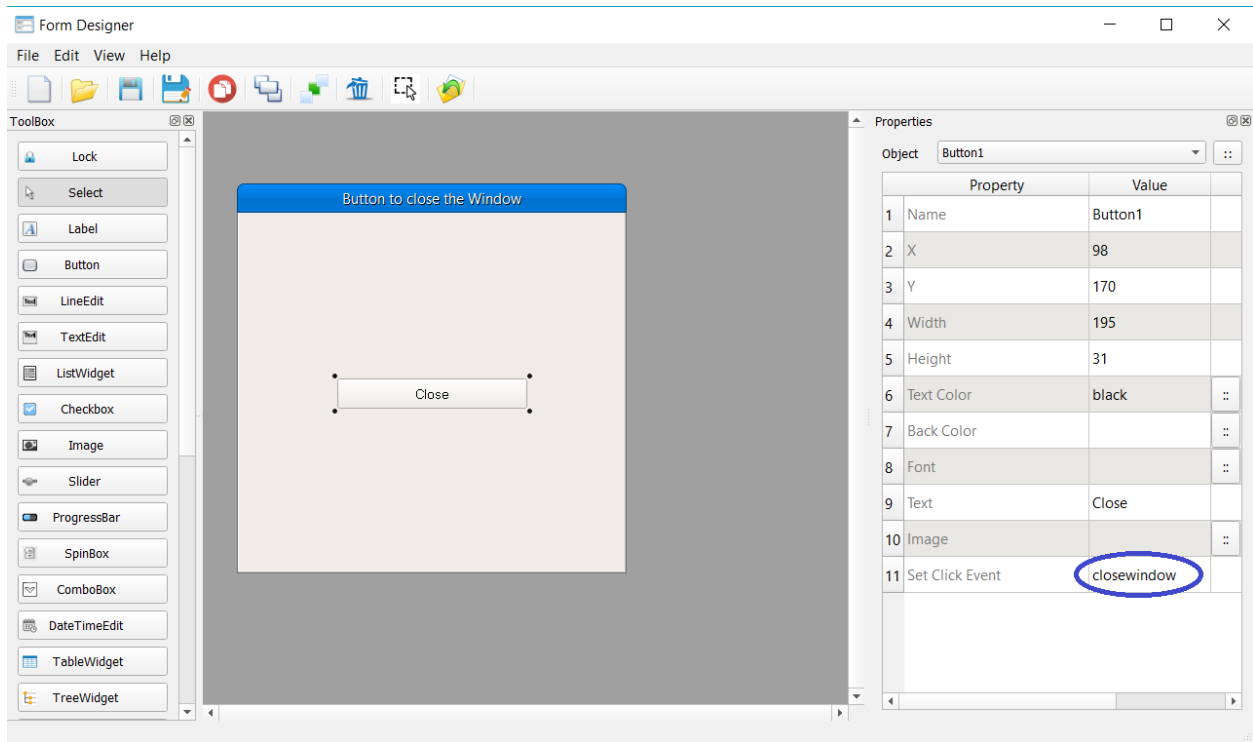 Form Designer
File Edit View Help
ToolBox
Lock
Select
Label
Button
LineEdit
TextEdit
ListWidget
Checkbox
Image
Slider
ProgressBar
SpinBox
ComboBox
DateTimeEdit
TableWidget
TreeWidget
Button to close the Window
Close
Properties
Object Button1 ::
Property Value
1 Name Button1
2 X 98
3 Y 170
4 Width 195
5 Height 31
6 Text Color black ::
7 Back Color ::
8 Font ::
9 Text Close
10 Image ::
11 Set Click Event closewindow